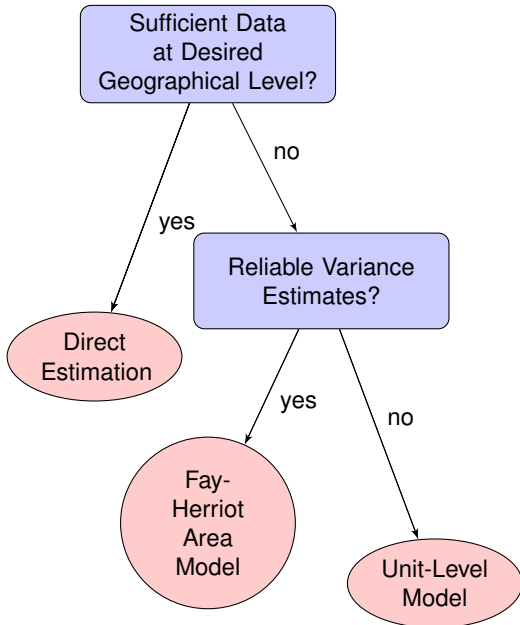 Sufficient Data
at Desired
Geographical Level?
no
yes
Reliable Variance
Estimates?
Direct
Estimation
yes
no
Fay-
Herriot
Area
Model
Unit-Level
Model